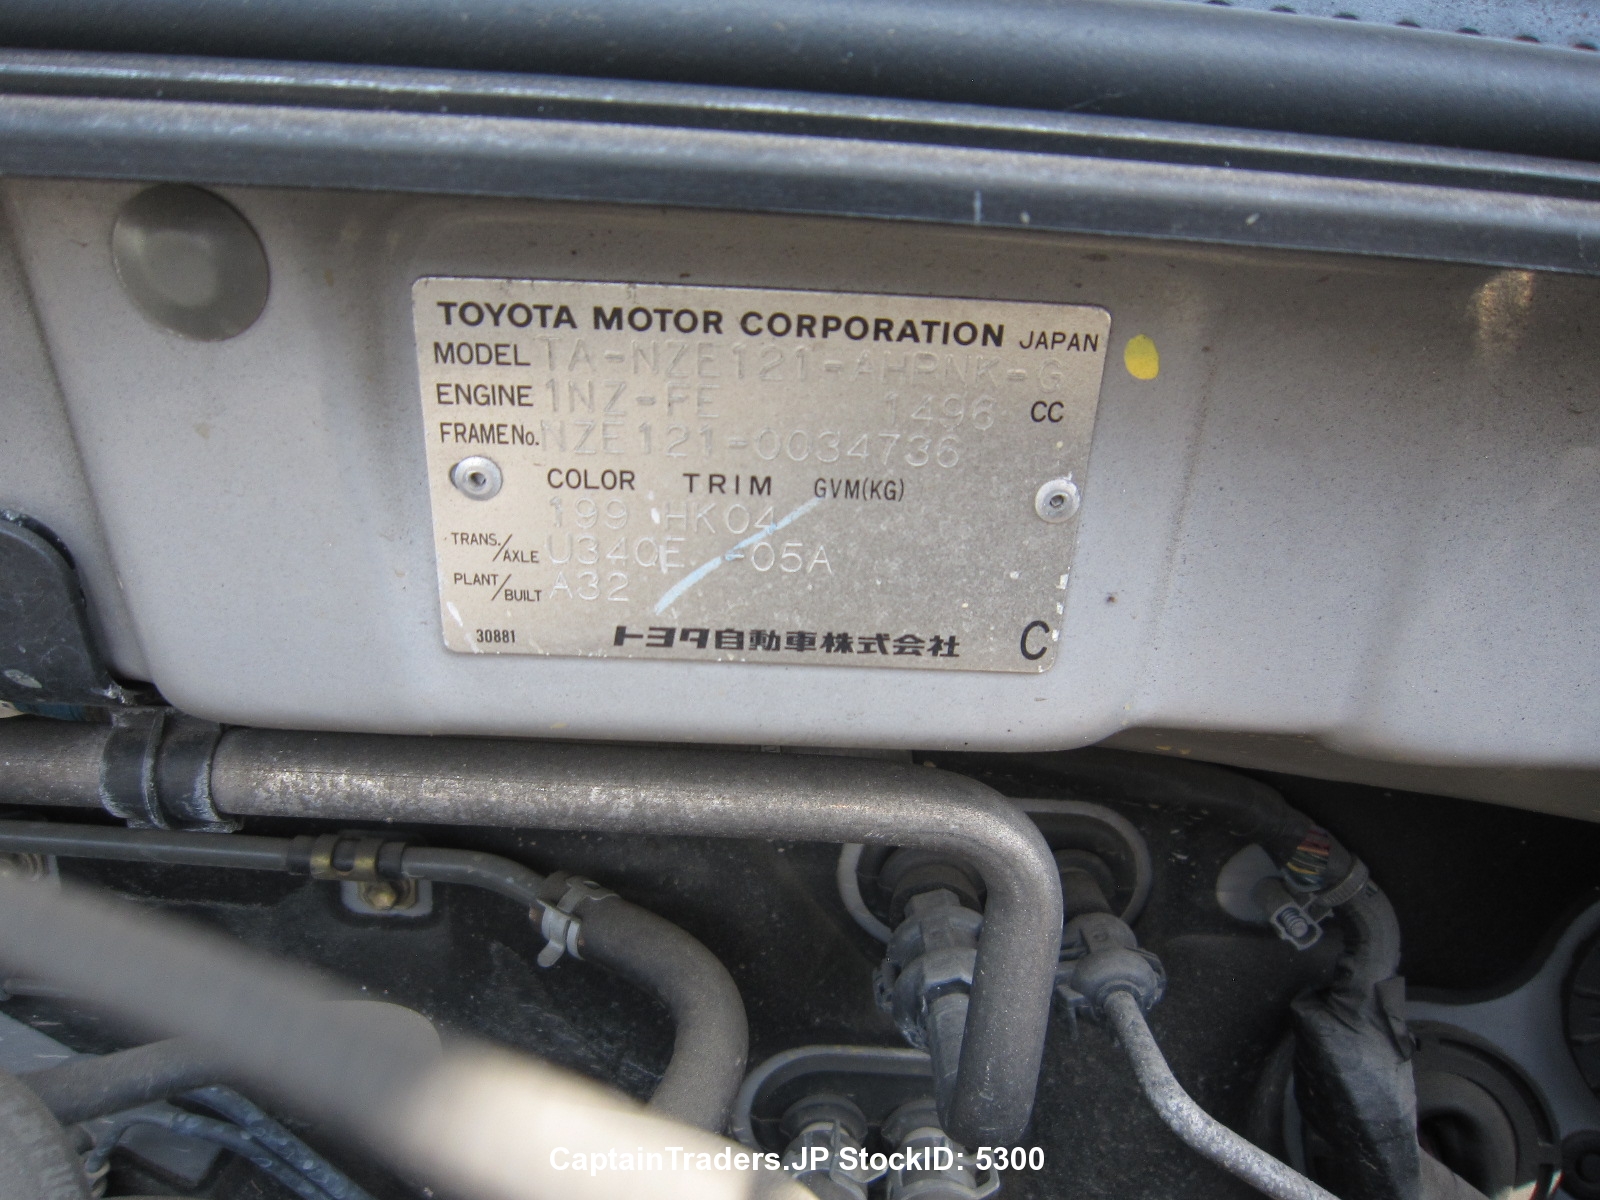 TOYOTA MOTOR CORPORATION JAPAN
MODEL TA-NZE121-AHPNK-G
ENGINE 1NZ-FE 1496 CC
FRAME No. NZE121-0034736
COLOR TRIM GVM(KG)
199 HK04
TRANS./AXLE U340E -05A
PLANT/BUILT A32
30881 トヨタ自動車株式会社 C
CaptainTraders.JP StockID: 5300